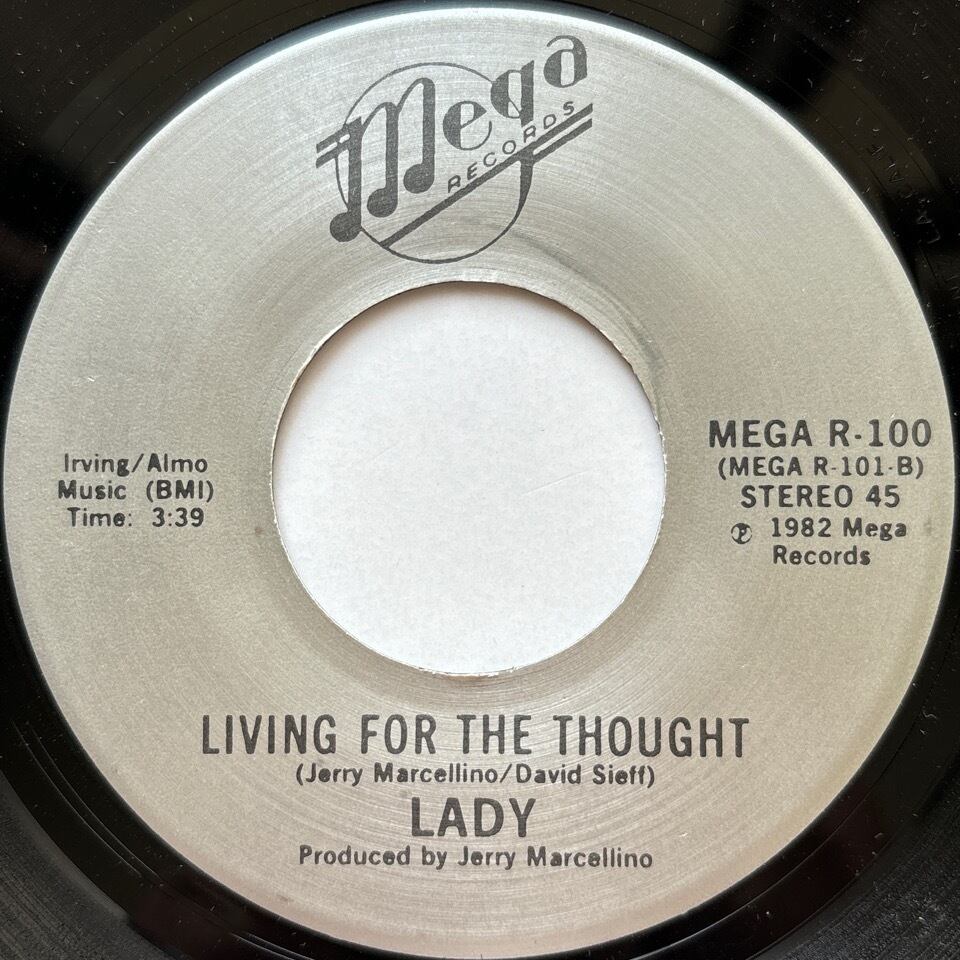 Mega
RECORDS
Irving/Almo
Music (BMI)
Time: 3:39
MEGA R-100
(MEGA R-101-B)
STEREO 45
℗ 1982 Mega
Records
LIVING FOR THE THOUGHT
(Jerry Marcellino/David Sieff)
LADY
Produced by Jerry Marcellino